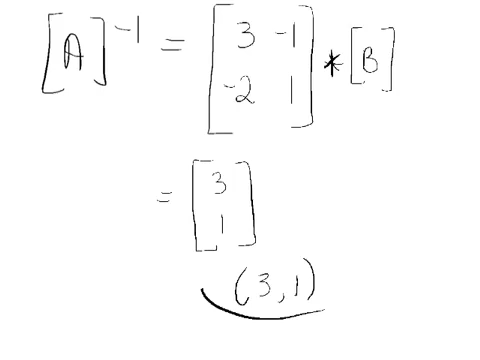 [A]⁻¹ = [3 -1; -2 1] * [B]
= [3; 1]
(3, 1)